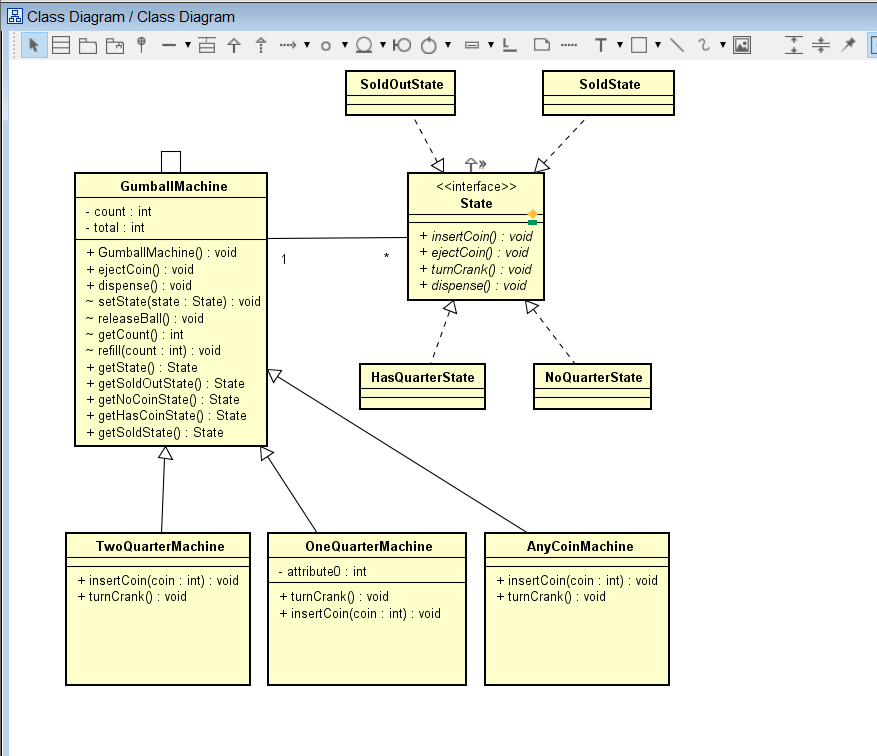 Class Diagram / Class Diagram
T
SoldOutState
SoldState
GumballMachine
- count : int
- total : int
+ GumballMachine() : void
+ ejectCoin() : void
+ dispense() : void
~ setState(state : State) : void
~ releaseBall() : void
~ getCount() : int
~ refill(count : int) : void
+ getState() : State
+ getSoldOutState() : State
+ getNoCoinState() : State
+ getHasCoinState() : State
+ getSoldState() : State
1
*
<<interface>>
State
+ insertCoin() : void
+ ejectCoin() : void
+ turnCrank() : void
+ dispense() : void
HasQuarterState
NoQuarterState
TwoQuarterMachine
+ insertCoin(coin : int) : void
+ turnCrank() : void
OneQuarterMachine
- attribute0 : int
+ turnCrank() : void
+ insertCoin(coin : int) : void
AnyCoinMachine
+ insertCoin(coin : int) : void
+ turnCrank() : void